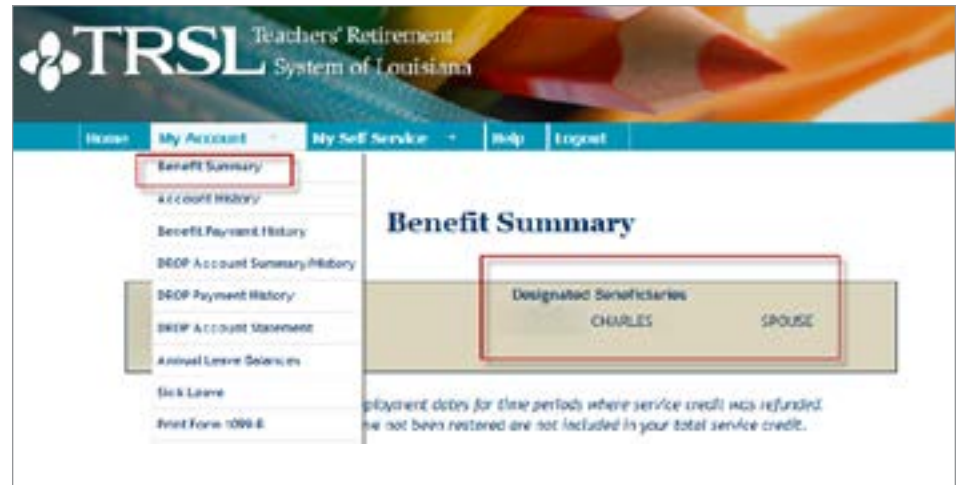 TRSL Teachers' Retirement
System of Louisiana
Home My Account My Self Service Help Logout
Benefit Summary
Account History
Benefit Payment History
DROP Account Summary/History
DROP Payment History
DROP Account Statement
Annual Leave Balances
Sick Leave
Print Form 1099-R
Benefit Summary
Designated Beneficiaries
CHARLES SPOUSE
ployment dates for time periods where service credit was refunded.
ve not been restored are not included in your total service credit.